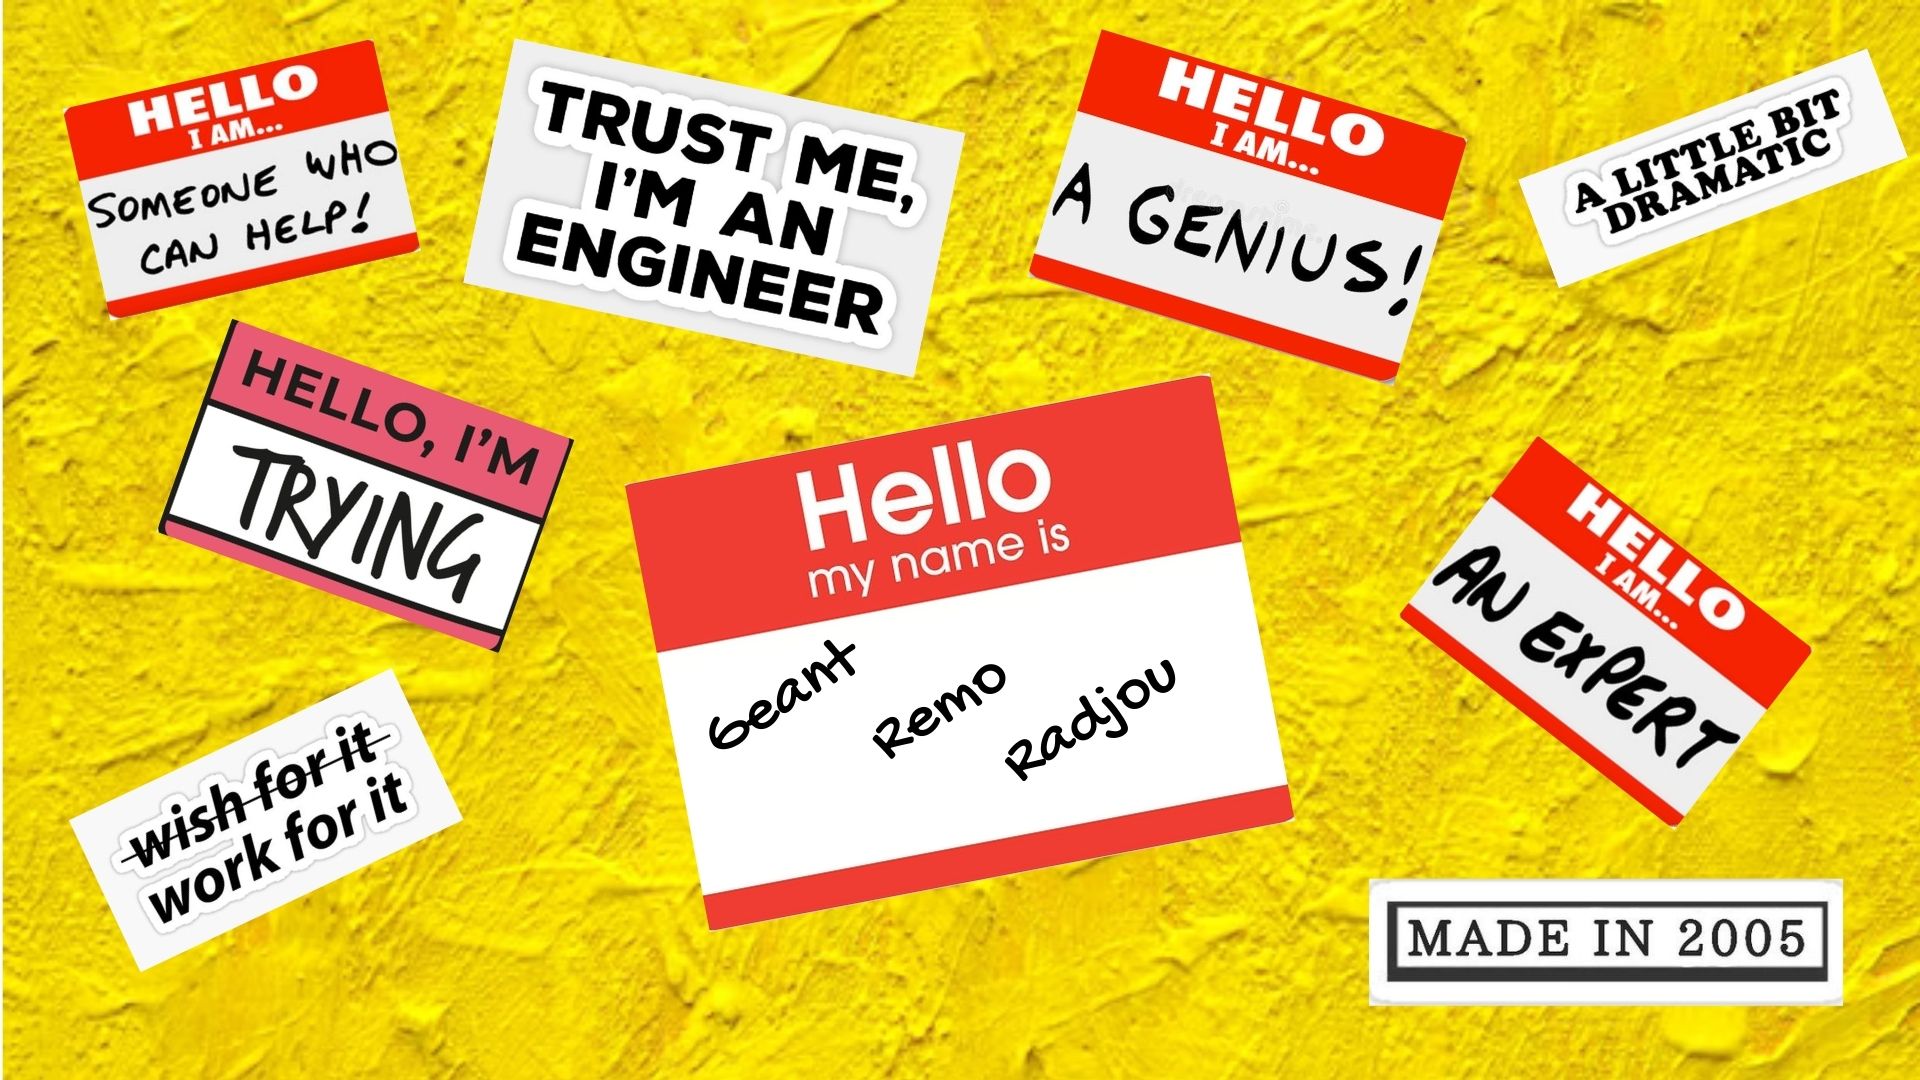 HELLO
I AM...
SOMEONE WHO
CAN HELP!
TRUST ME,
I'M AN
ENGINEER
HELLO
I AM...
A GENIUS!
A LITTLE BIT
DRAMATIC
HELLO, I'M
TRYING
Hello
my name is
Geant Remo Radjou
HELLO
I AM...
AN EXPERT
wish for it
work for it
MADE IN 2005